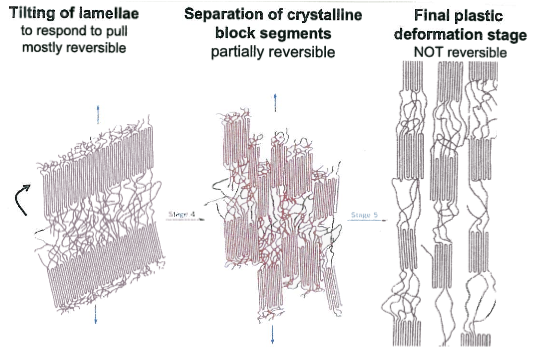 Tilting of lamellae
to respond to pull
mostly reversible
Separation of crystalline
block segments
partially reversible
Final plastic
deformation stage
NOT reversible
Stage 4
Stage 5